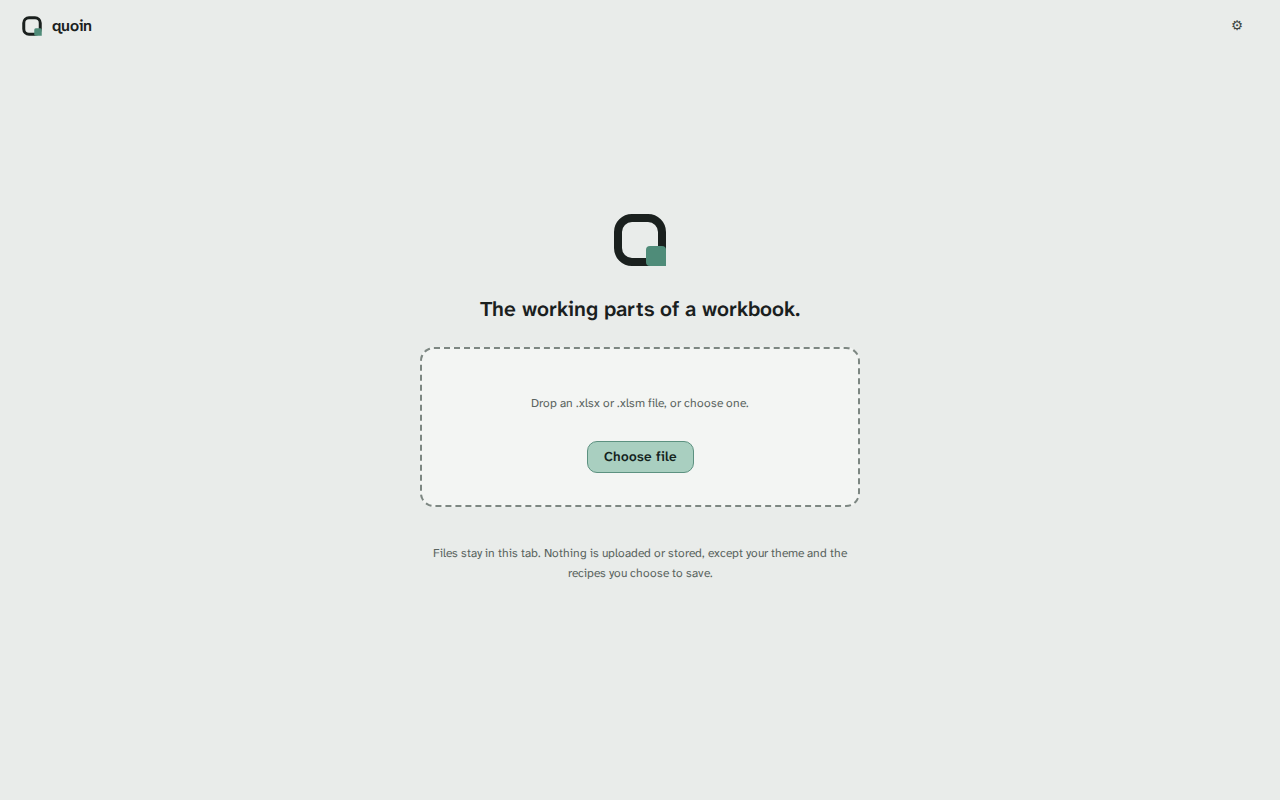 quoin
The working parts of a workbook.
Drop an .xlsx or .xlsm file, or choose one.
Choose file
Files stay in this tab. Nothing is uploaded or stored, except your theme and the
recipes you choose to save.